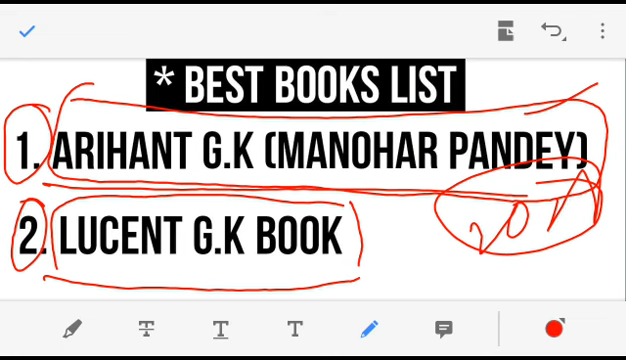 * BEST BOOKS LIST
1. ARIHANT G.K (MANOHAR PANDEY)
2. LUCENT G.K BOOK